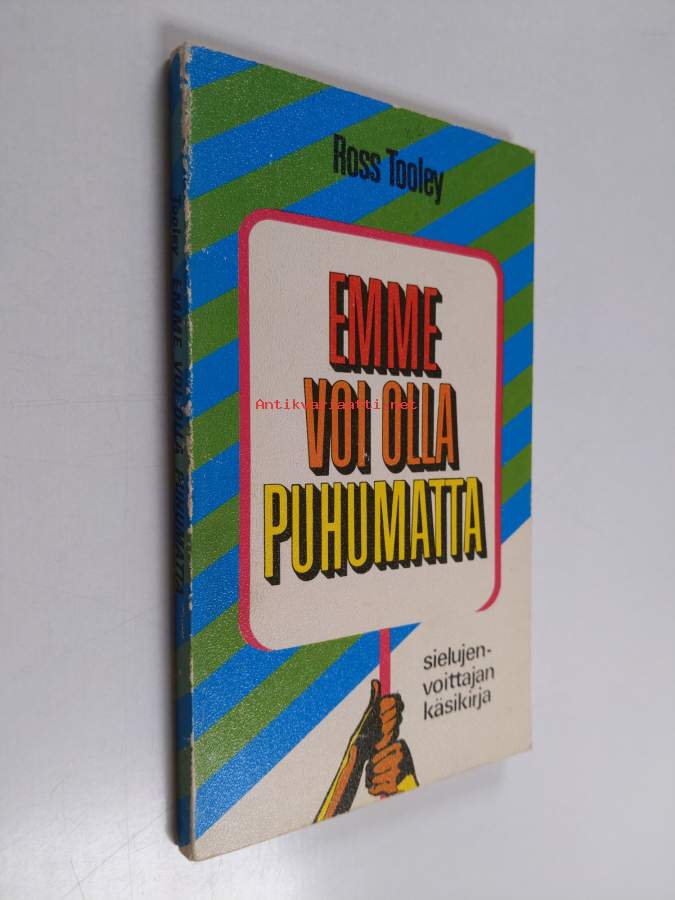 Ross Tooley
EMME
VOI OLLA
PUHUMATTA
sielujen-
voittajan
käsikirja
Tooley EMME VOI OLLA PUHUMATTA
Antikvariaatti.net